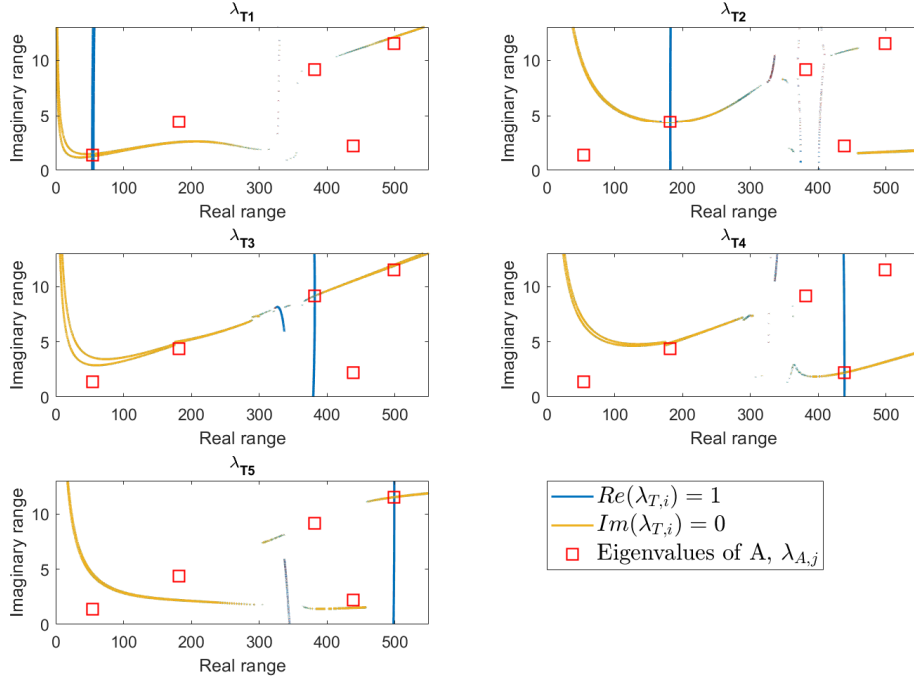 λT1
10
5
0
Imaginary range
0 100 200 300 400 500
Real range
λT2
10
5
0
Imaginary range
0 100 200 300 400 500
Real range
λT3
10
5
0
Imaginary range
0 100 200 300 400 500
Real range
λT4
10
5
0
Imaginary range
0 100 200 300 400 500
Real range
λT5
10
5
0
Imaginary range
0 100 200 300 400 500
Real range
Re(λT,i) = 1
Im(λT,i) = 0
Eigenvalues of A, λA,j